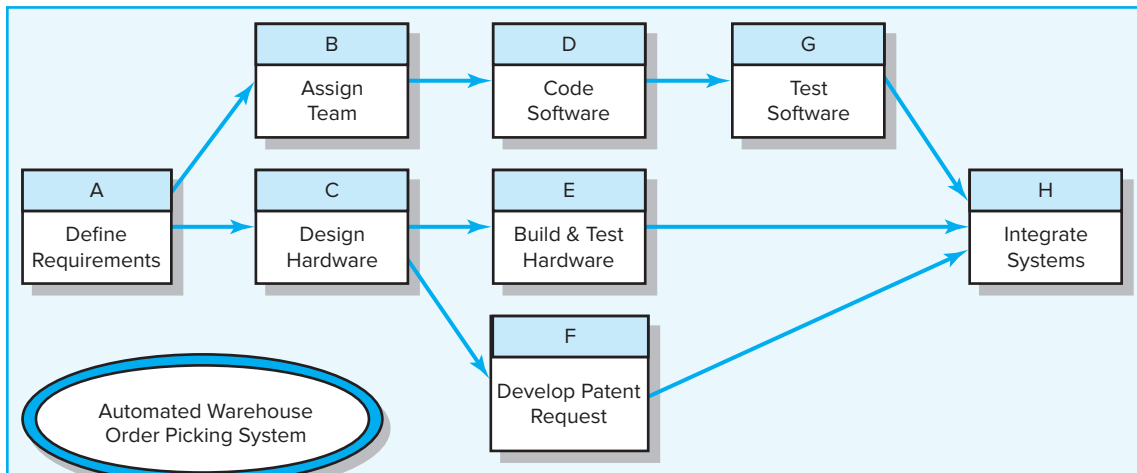 B
Assign
Team
D
Code
Software
G
Test
Software
A
Define
Requirements
C
Design
Hardware
E
Build & Test
Hardware
H
Integrate
Systems
F
Develop Patent
Request
Automated Warehouse
Order Picking System